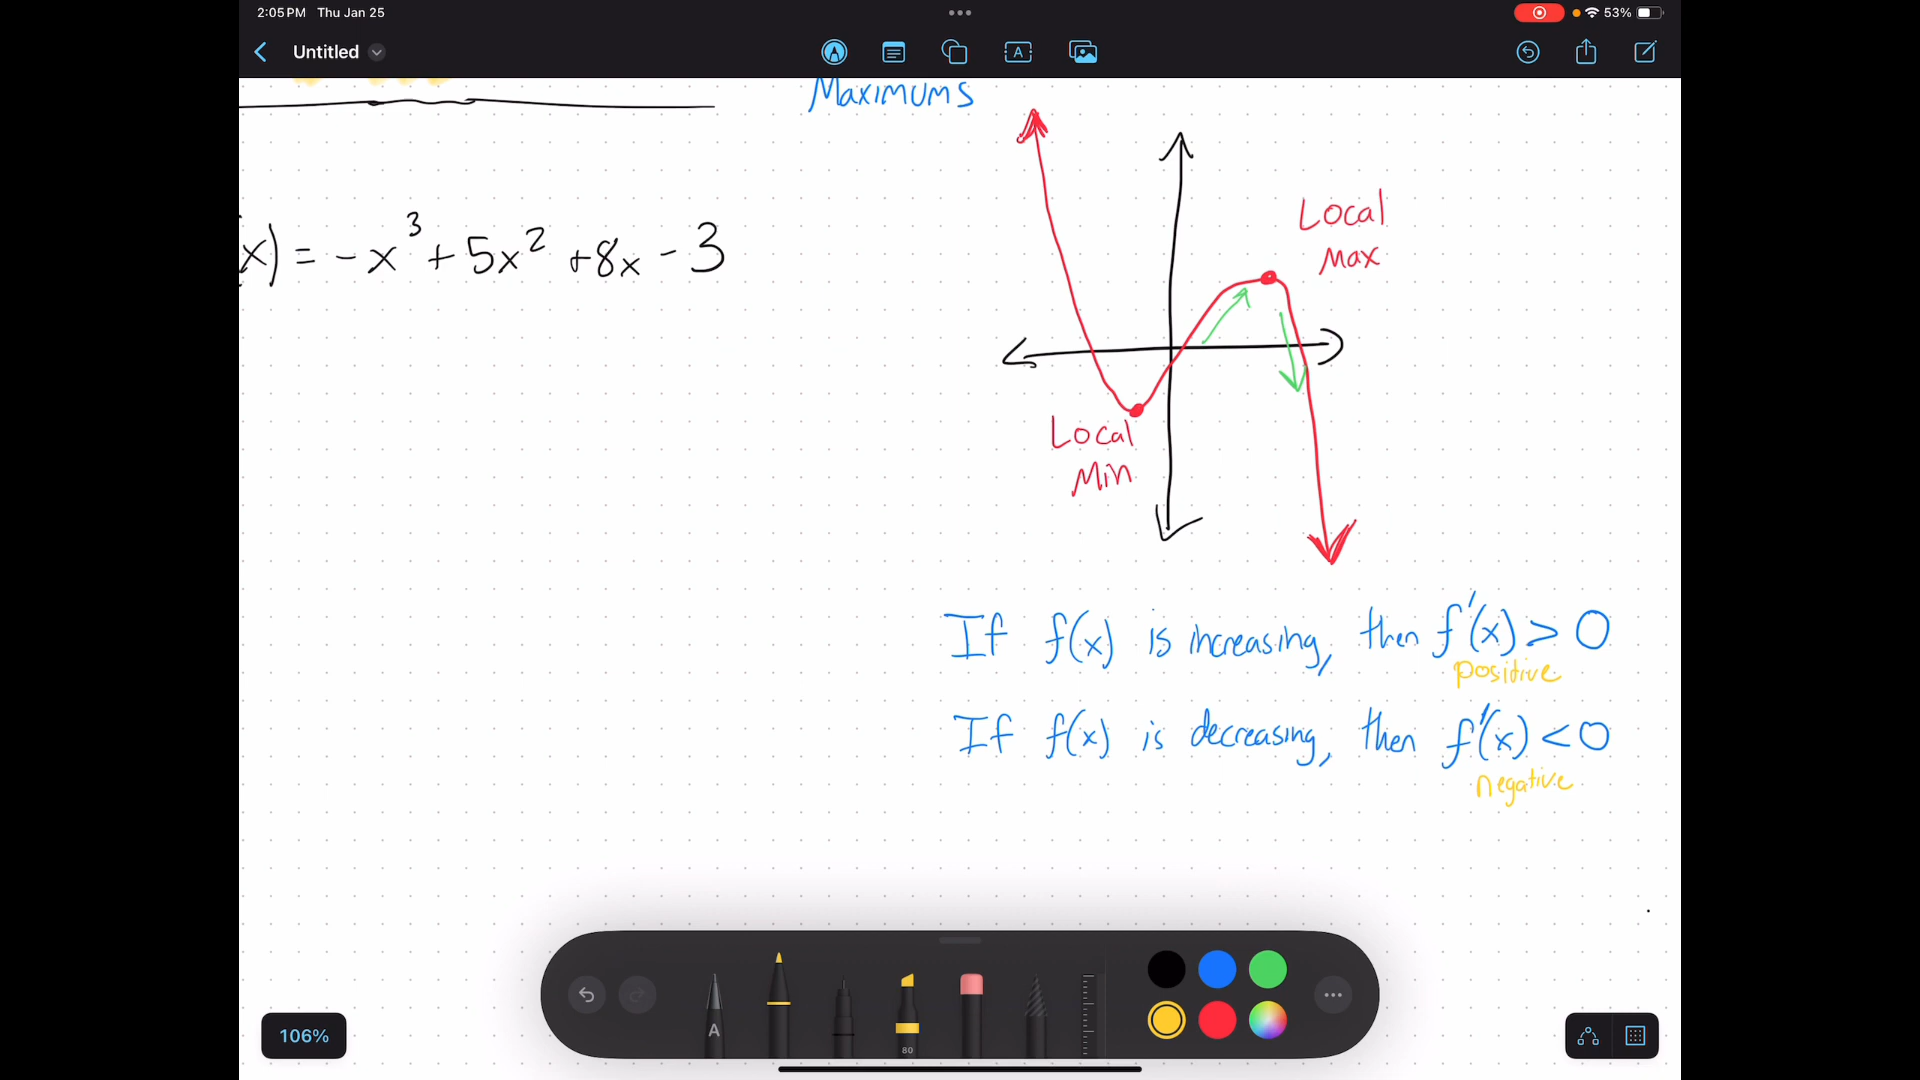 2:05 PM Thu Jan 25
53%
Untitled
A
Maximums
x) = -x³ + 5x² + 8x - 3
Local
Max
Local
Min
If f(x) is increasing, then f'(x) > 0
positive
If f(x) is decreasing, then f'(x) < 0
negative
A
80
106%